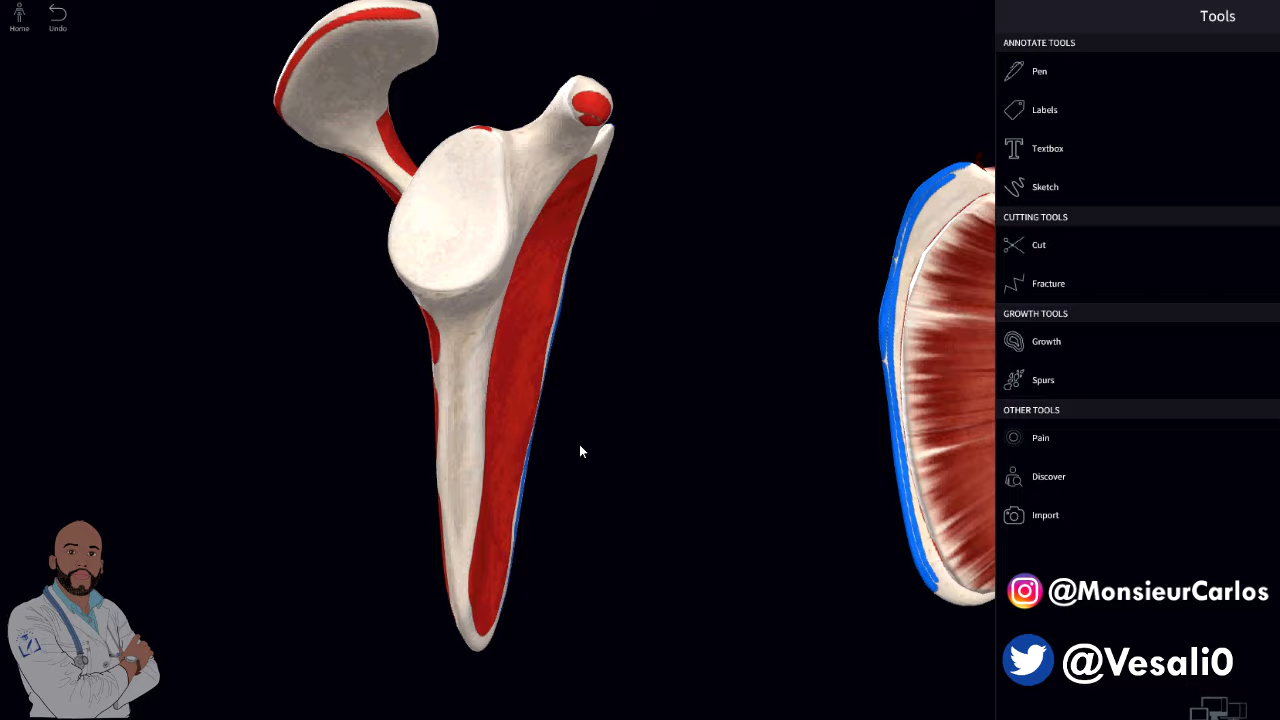 Home
Undo
Tools
ANNOTATE TOOLS
Pen
Labels
Textbox
Sketch
CUTTING TOOLS
Cut
Fracture
GROWTH TOOLS
Growth
Spurs
OTHER TOOLS
Pain
Discover
Import
@MonsieurCarlos
@Vesali0